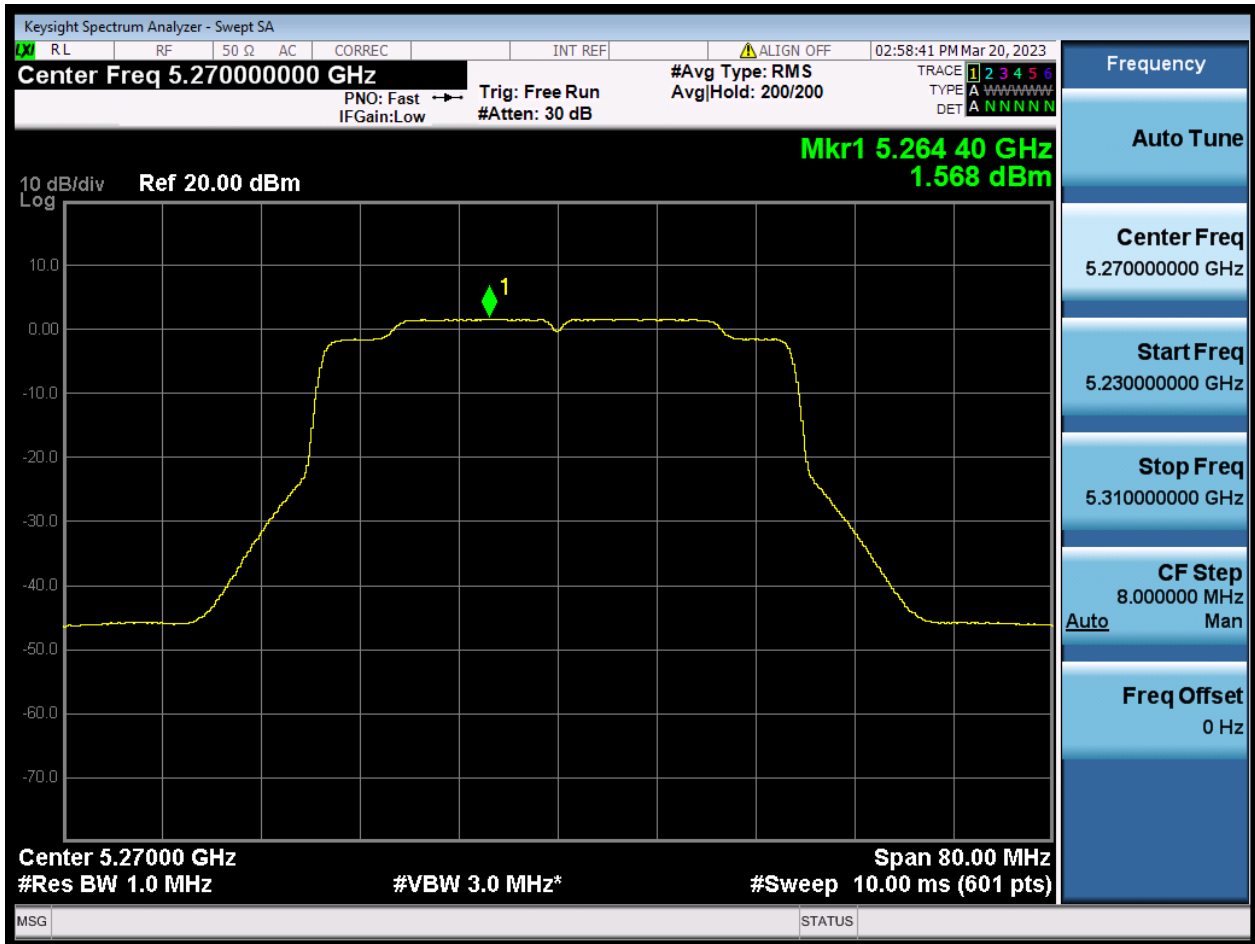 Keysight Spectrum Analyzer - Swept SA
LXI RL RF 50 Ω AC CORREC INT REF ALIGN OFF 02:58:41 PM Mar 20, 2023
Center Freq 5.270000000 GHz
PNO: Fast
IFGain:Low
Trig: Free Run
#Atten: 30 dB
#Avg Type: RMS
Avg|Hold: 200/200
TRACE 1 2 3 4 5 6
TYPE A WWWWW
DET A N N N N N
Mkr1 5.264 40 GHz
1.568 dBm
10 dB/div Ref 20.00 dBm
Log
10.0
1
0.00
-10.0
-20.0
-30.0
-40.0
-50.0
-60.0
-70.0
Center 5.27000 GHz Span 80.00 MHz
#Res BW 1.0 MHz #VBW 3.0 MHz* #Sweep 10.00 ms (601 pts)
MSG STATUS
Frequency
Auto Tune
Center Freq
5.270000000 GHz
Start Freq
5.230000000 GHz
Stop Freq
5.310000000 GHz
CF Step
8.000000 MHz
Auto Man
Freq Offset
0 Hz